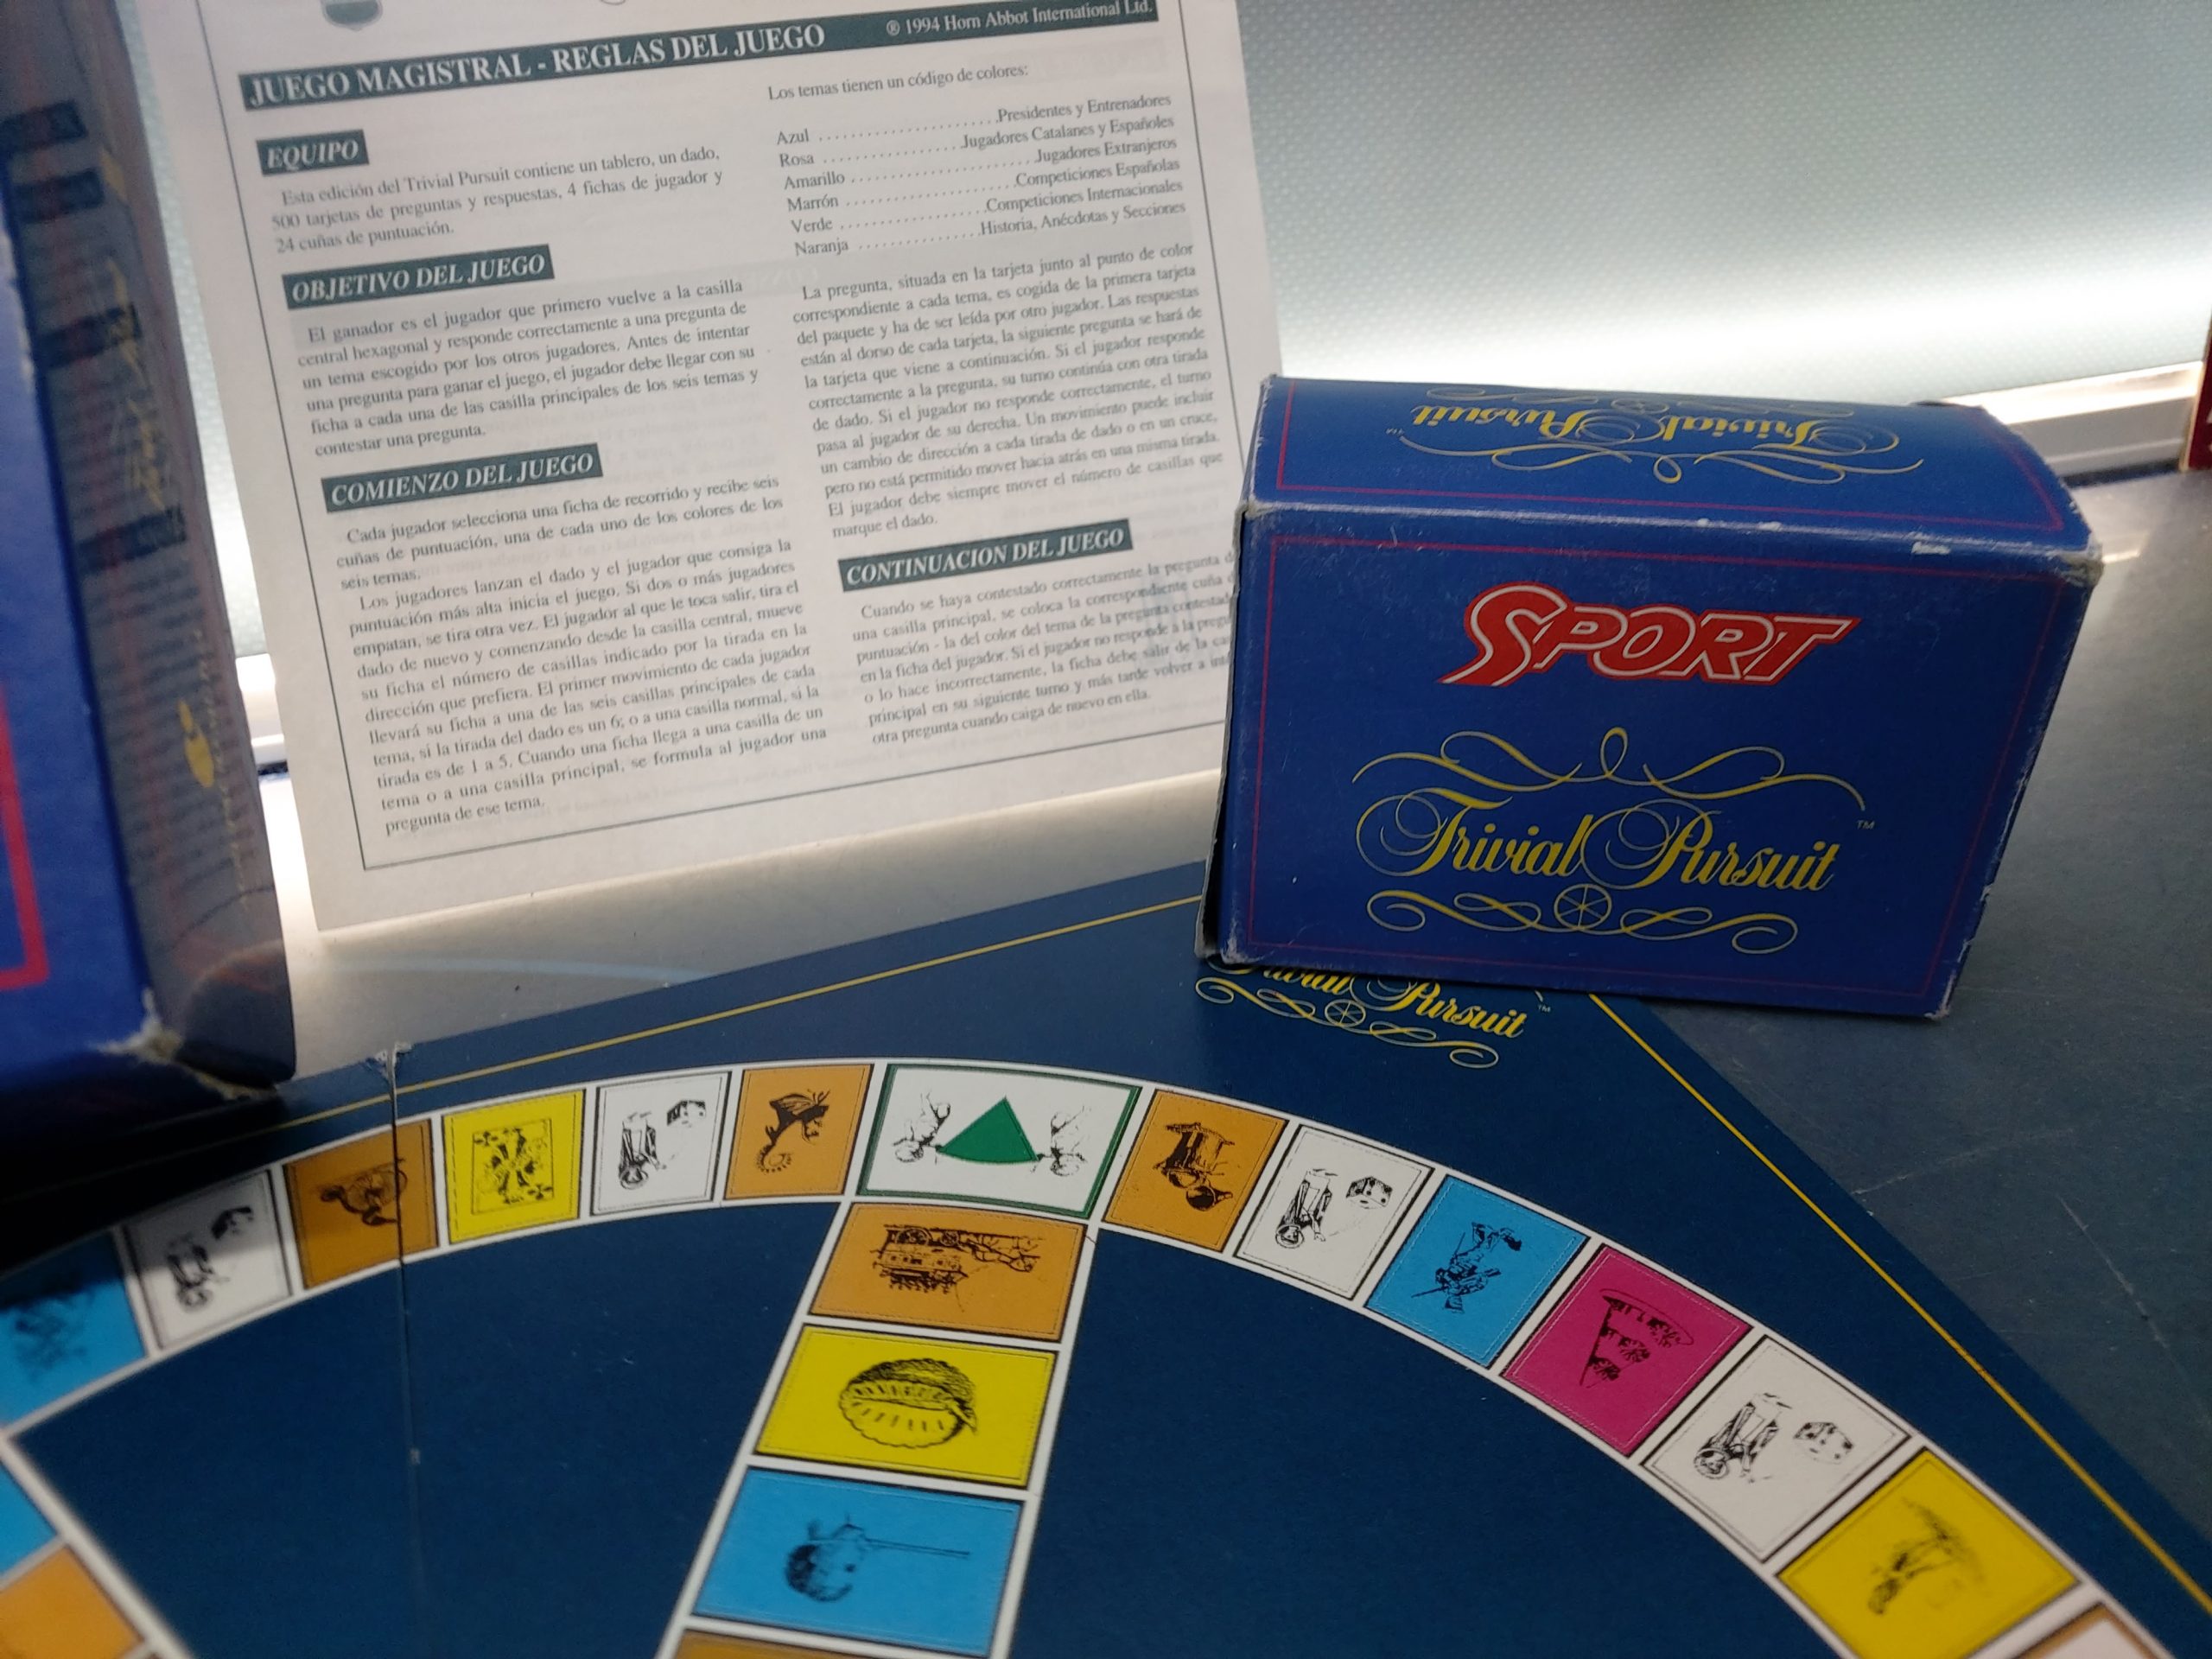 JUEGO MAGISTRAL - REGLAS DEL JUEGO
® 1994 Horn Abbot International Ltd.
EQUIPO
Esta edición del Trivial Pursuit contiene un tablero, un dado,
500 tarjetas de preguntas y respuestas, 4 fichas de jugador y
24 cuñas de puntuación.
OBJETIVO DEL JUEGO
El ganador es el jugador que primero vuelve a la casilla
central hexagonal y responde correctamente a una pregunta de
un tema escogido por los otros jugadores. Antes de intentar
una pregunta para ganar el juego, el jugador debe llegar con su
ficha a cada una de las casilla principales de los seis temas y
contestar una pregunta.
COMIENZO DEL JUEGO
Cada jugador selecciona una ficha de recorrido y recibe seis
cuñas de puntuación, una de cada uno de los colores de los
seis temas.
Los jugadores lanzan el dado y el jugador que consiga la
puntuación más alta inicia el juego. Si dos o más jugadores
empatan, se tira otra vez. El jugador al que le toca salir, tira el
dado de nuevo y comenzando desde la casilla central, mueve
su ficha el número de casillas indicado por la tirada en la
dirección que prefiera. El primer movimiento de cada jugador
llevará su ficha a una de las seis casillas principales de cada
tema, si la tirada del dado es un 6; o a una casilla normal, si la
tirada es de 1 a 5. Cuando una ficha llega a una casilla de un
tema o a una casilla principal, se formula al jugador una
pregunta de ese tema.
Los temas tienen un código de colores:
Azul ......................Presidentes y Entrenadores
Rosa .................Jugadores Catalanes y Españoles
Amarillo .......................Jugadores Extranjeros
Marrón .....................Competiciones Españolas
Verde ..................Competiciones Internacionales
Naranja ...............Historia, Anécdotas y Secciones
La pregunta, situada en la tarjeta junto al punto de color
correspondiente a cada tema, es cogida de la primera tarjeta
del paquete y ha de ser leída por otro jugador. Las respuestas
están al dorso de cada tarjeta, la siguiente pregunta se hará de
la tarjeta que viene a continuación. Si el jugador responde
correctamente a la pregunta, su turno continúa con otra tirada
de dado. Si el jugador no responde correctamente, el turno
pasa al jugador de su derecha. Un movimiento puede incluir
un cambio de dirección a cada tirada de dado o en un cruce,
pero no está permitido mover hacia atrás en una misma tirada.
El jugador debe siempre mover el número de casillas que
marque el dado.
CONTINUACION DEL JUEGO
Cuando se haya contestado correctamente la pregunta d
una casilla principal, se coloca la correspondiente cuña d
puntuación - la del color del tema de la pregunta contestad
en la ficha del jugador. Si el jugador no responde a la pregu
o lo hace incorrectamente, la ficha debe salir de la ca
principal en su siguiente turno y más tarde volver a int
otra pregunta cuando caiga de nuevo en ella.
Trivial Pursuit
™
SPORT
Trivial Pursuit
™
Trivial Pursuit
™